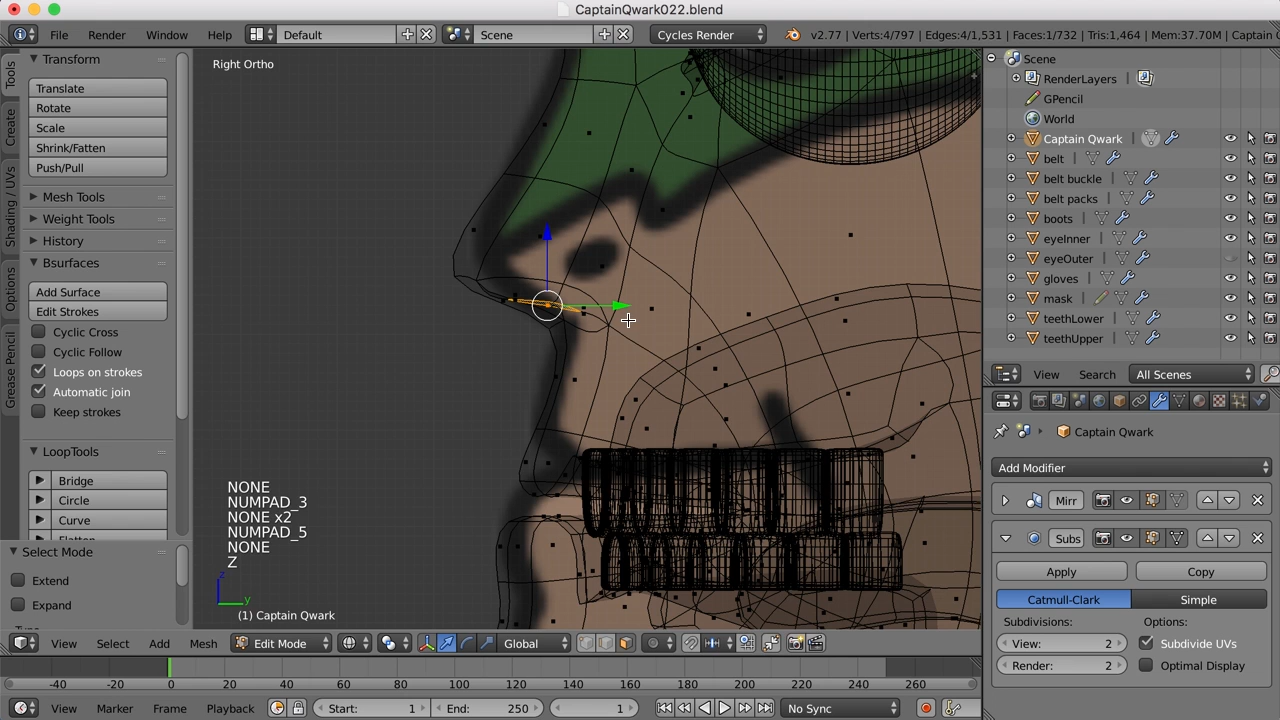 CaptainQwark022.blend
File Render Window Help Default Scene Cycles Render v2.77 | Verts:4/797 | Edges:4/1,531 | Faces:1/732 | Tris:1,464 | Mem:37.70M | Captain Q
Tools
Create
Shading / UVs
Options
Grease Pencil
Transform
Translate
Rotate
Scale
Shrink/Fatten
Push/Pull
Mesh Tools
Weight Tools
History
Bsurfaces
Add Surface
Edit Strokes
Cyclic Cross
Cyclic Follow
Loops on strokes
Automatic join
Keep strokes
LoopTools
Bridge
Circle
Curve
Select Mode
Extend
Expand
Right Ortho
NONE
NUMPAD_3
NONE x2
NUMPAD_5
NONE
Z
z
y
(1) Captain Qwark
View Select Add Mesh Edit Mode Global
-40 -20 0 20 40 60 80 100 120 140 160 180 200 220 240 260
View Marker Frame Playback Start: 1 End: 250 1 No Sync
Scene
RenderLayers
GPencil
World
Captain Qwark
belt
belt buckle
belt packs
boots
eyeInner
eyeOuter
gloves
mask
teethLower
teethUpper
View Search All Scenes
Captain Qwark
Add Modifier
Mirr
Subs
Apply Copy
Catmull-Clark Simple
Subdivisions: Options:
View: 2 Subdivide UVs
Render: 2 Optimal Display